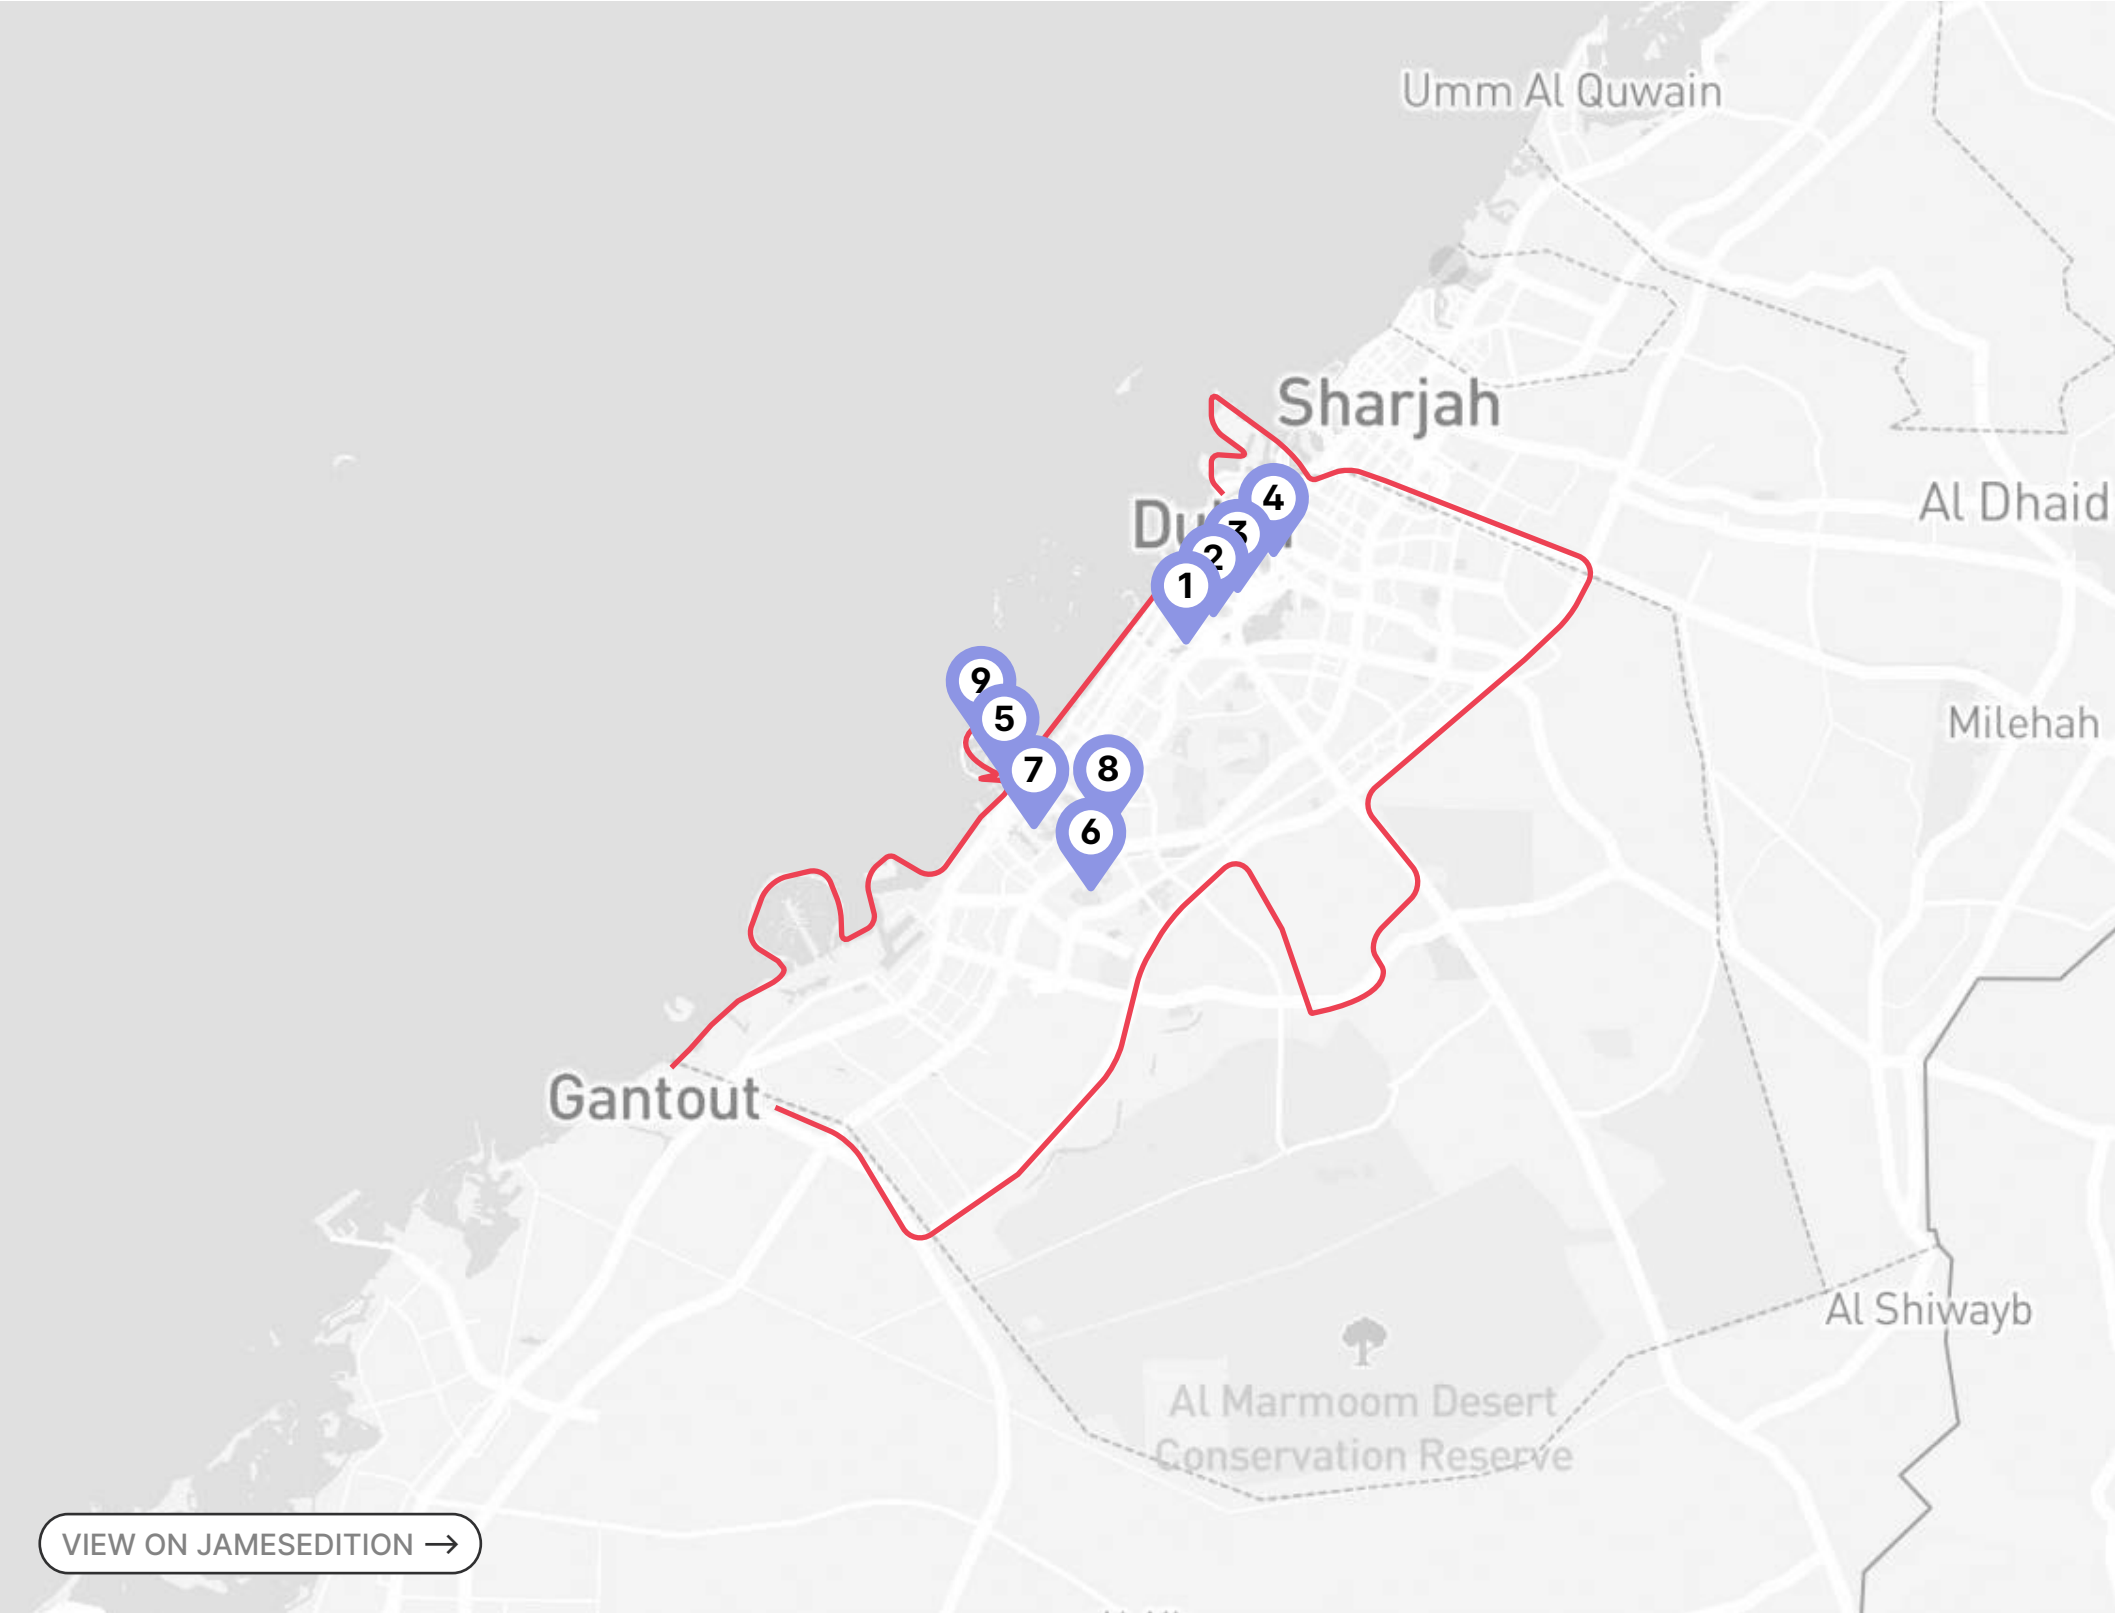 Umm Al Quwain
Sharjah
Al Dhaid
4
3
2
1
Milehah
9
5
7
8
6
Gantout
Al Shiwayb
Al Marmoom Desert
Conservation Reserve
VIEW ON JAMESEDITION →